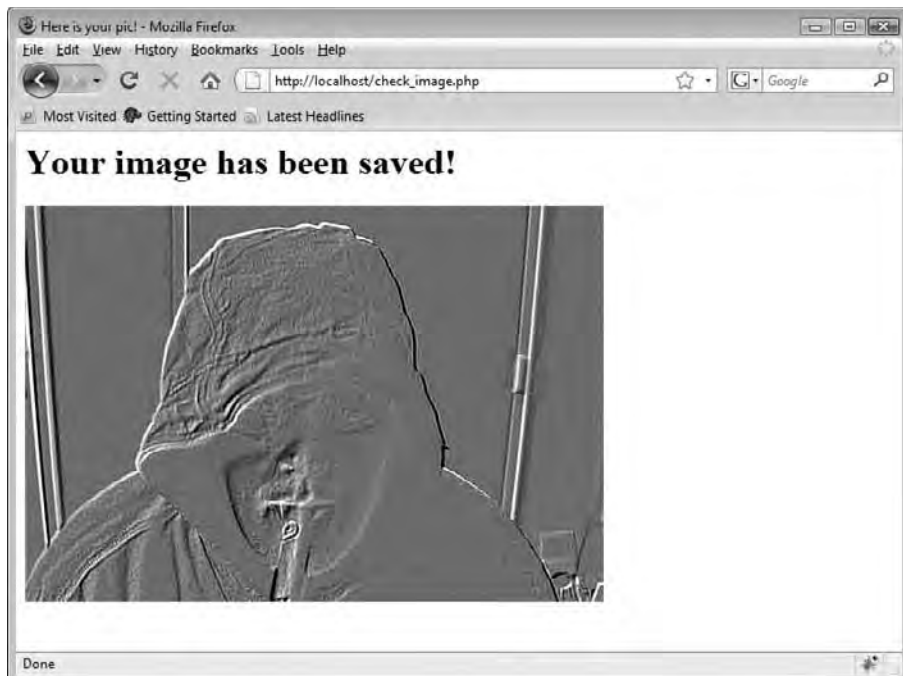 Here is your pic! - Mozilla Firefox
File Edit View History Bookmarks Tools Help
http://localhost/check_image.php
G Google
Most Visited Getting Started Latest Headlines
Your image has been saved!
Done